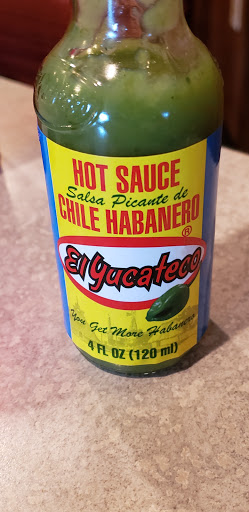 HOT SAUCE
Salsa Picante de
CHILE HABANERO
®
El Yucateco
You Get More Habanero
4 FL OZ (120 ml)